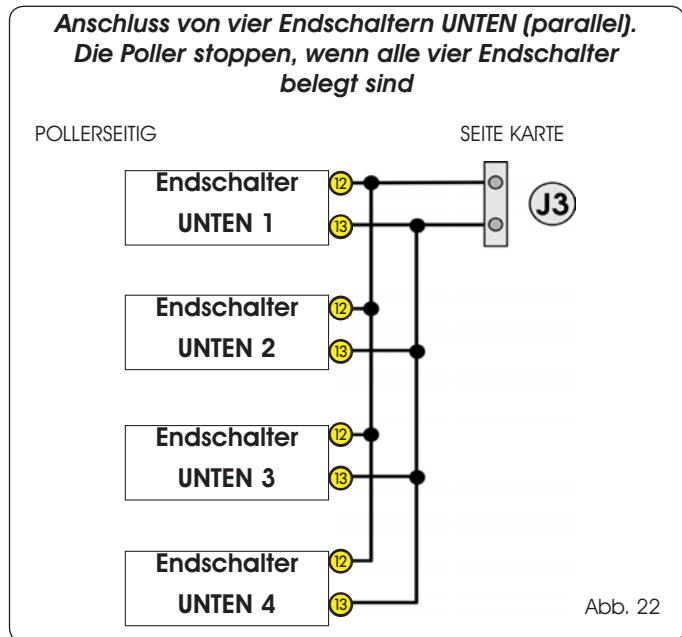 Anschluss von vier Endschaltern UNTEN (parallel).
Die Poller stoppen, wenn alle vier Endschalter
belegt sind
POLLERSEITIG
SEITE KARTE
Endschalter
12
UNTEN 1
13
J3
Endschalter
12
UNTEN 2
13
Endschalter
12
UNTEN 3
13
Endschalter
12
UNTEN 4
13
Abb. 22